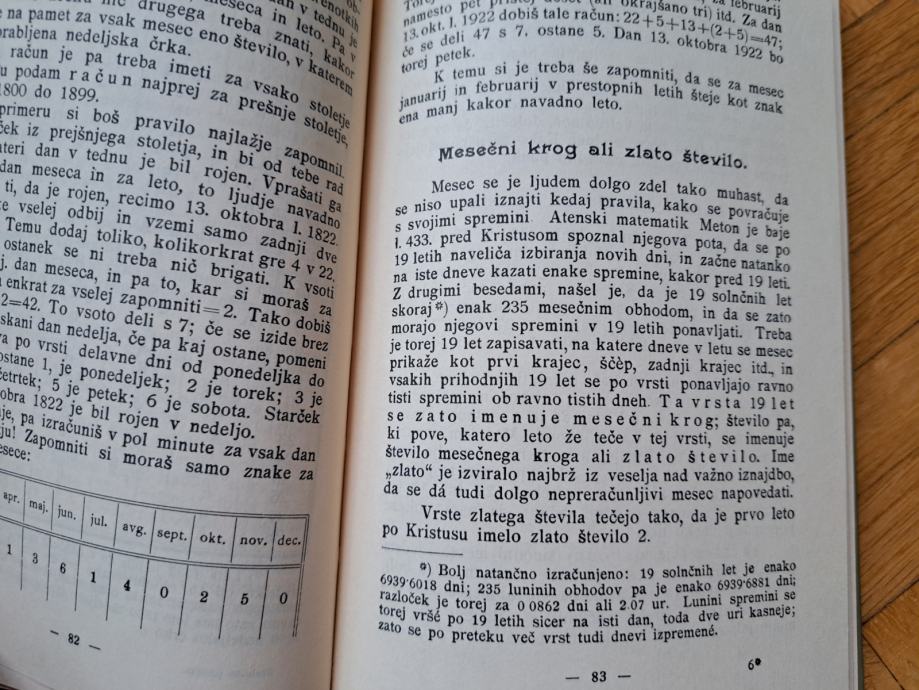 nič drugega treba znati, kakor
na pamet za vsak mesec eno število, v katerem
nedeljska črka.
račun je pa treba imeti za vsako stoletje
podam račun najprej za prešnje stoletje,
1800 do 1899.
primeru si boš pravilo najlažje zapomnil.
iz prejšnjega stoletja, in bi od tebe rad
dan v tednu je bil rojen. Vprašati ga
dan meseca in za leto, to ljudje navadno
ti, da je rojen, recimo 13. oktobra l. 1822.
vselej odbij in vzemi samo zadnji dve
Temu dodaj toliko, kolikorkrat gre 4 v 22,
ostanek se ni treba nič brigati. K vsoti
j. dan meseca, in pa to, kar si moraš za
enkrat za vselej zapomniti=2. Tako dobiš
2=42. To vsoto deli s 7; če se izide brez
dan nedelja, če pa kaj ostane, pomeni
po vrsti delavne dni od ponedeljka do
ostane 1, je ponedeljek; 2 je torek; 3 je
četrtek; 5 je petek; 6 je sobota. Starček
1822 je bil rojen v nedeljo.
pa izračuniš v pol minute za vsak dan
Zapomniti si moraš samo znake za
apr. maj. jun. jul. avg. sept. okt. nov. dec.
1 3 6 1 4 0 2 5 0
— 82 —
namesto pet
13. okt. l. 1922 dobiš tale račun: 22+5+13+(2+5)=47;
če se deli 47 s 7, ostane 5. Dan 13. oktobra 1922 bo
torej petek.
K temu si je treba še zapomniti, da se za mesec
januarij in februarij v prestopnih letih šteje kot znak
ena manj kakor navadno leto.
Mesečni krog ali zlato število.
Mesec se je ljudem dolgo zdel tako muhast, da
se niso upali iznajti kedaj pravila, kako se povračuje
s svojimi spremini Atenski matematik Meton je baje
l. 433. pred Kristusom spoznal njegova pota, da se po
19 letih naveliča izbiranja novih dni, in začne natanko
na iste dneve kazati enake spremine, kakor pred 19 leti.
Z drugimi besedami, našel je, da je 19 solnčnih let
skoraj*) enak 235 mesečnim obhodom, in da se zato
morajo njegovi spremini v 19 letih ponavljati. Treba
je torej 19 let zapisavati, na katere dneve v letu se mesec
prikaže kot prvi krajec, ščèp, zadnji krajec itd., in
vsakih prihodnjih 19 let se po vrsti ponavljajo ravno
tisti spremini ob ravno tistih dneh. Ta vrsta 19 let
se zato imenuje mesečni krog; število pa,
ki pove, katero leto že teče v tej vrsti, se imenuje
število mesečnega kroga ali zlato število. Ime
„zlato“ je izviralo najbrž iz veselja nad važno iznajdbo,
da se dá tudi dolgo nepreračunljivi mesec napovedati.
Vrste zlatega števila tečejo tako, da je prvo leto
po Kristusu imelo zlato število 2.
*) Bolj natančno izračunjeno: 19 solnčnih let je enako
6939·6018 dni; 235 luninih obhodov pa je enako 6939·6881 dni;
razloček je torej za 0 0862 dni ali 2.07 ur. Lunini spremini se
torej vršé po 19 letih sicer na isti dan, toda dve uri kasneje;
zato se po preteku več vrst tudi dnevi izpremené.
— 83 —
6*